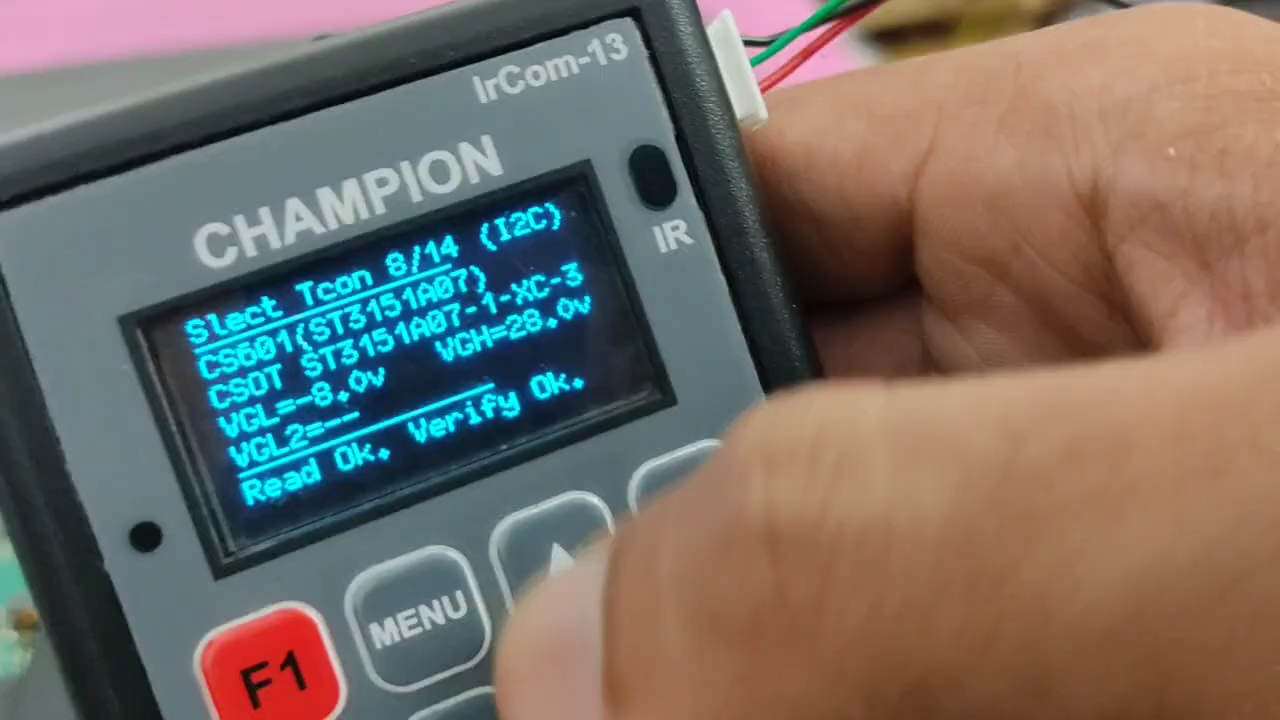 IrCom-13
CHAMPION
IR
Slect Tcon 8/14 (I2C)
CS601(ST3151A07)
CSOT ST3151A07-1-XC-3
VGL=-8.0v VGH=28.0v
VGL2=--
Read Ok. Verify Ok.
MENU
F1